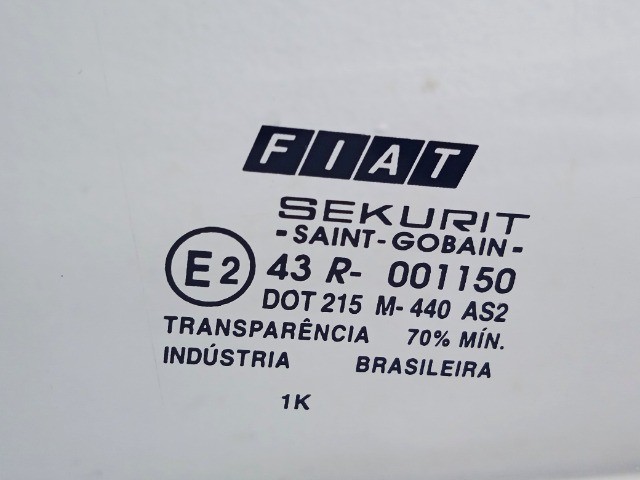 FIAT
SEKURIT
-SAINT-GOBAIN-
E2 43 R- 001150
DOT 215 M-440 AS2
TRANSPARÊNCIA 70% MÍN.
INDÚSTRIA BRASILEIRA
1K